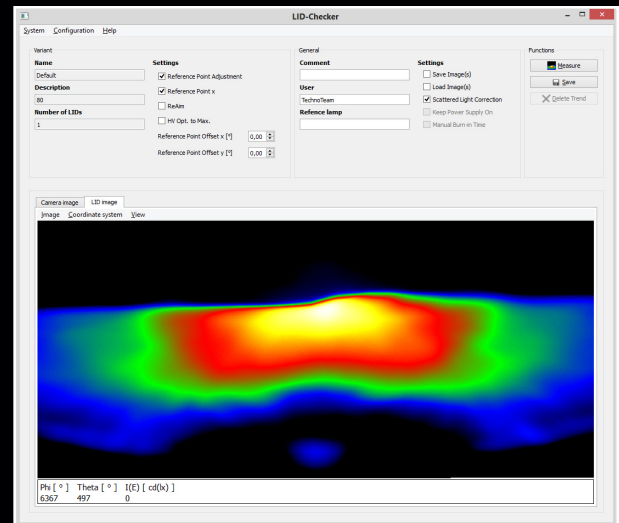 LID-Checker
System Configuration Help
Variant
Name
Default
Description
80
Number of LIDs
1
Settings
Reference Point Adjustment
Reference Point x
ReAim
HV Opt. to Max.
Reference Point Offset x [º] 0,00
Reference Point Offset y [º] 0,00
General
Comment
User
TechnoTeam
Refence lamp
Settings
Save Image(s)
Load Image(s)
Scattered Light Correction
Keep Power Supply On
Manual Burn in Time
Functions
Measure
Save
Delete Trend
Camera image LID image
Image Coordinate system View
Phi [ º ] Theta [ º ] I(E) [ cd(lx) ]
6367 497 0